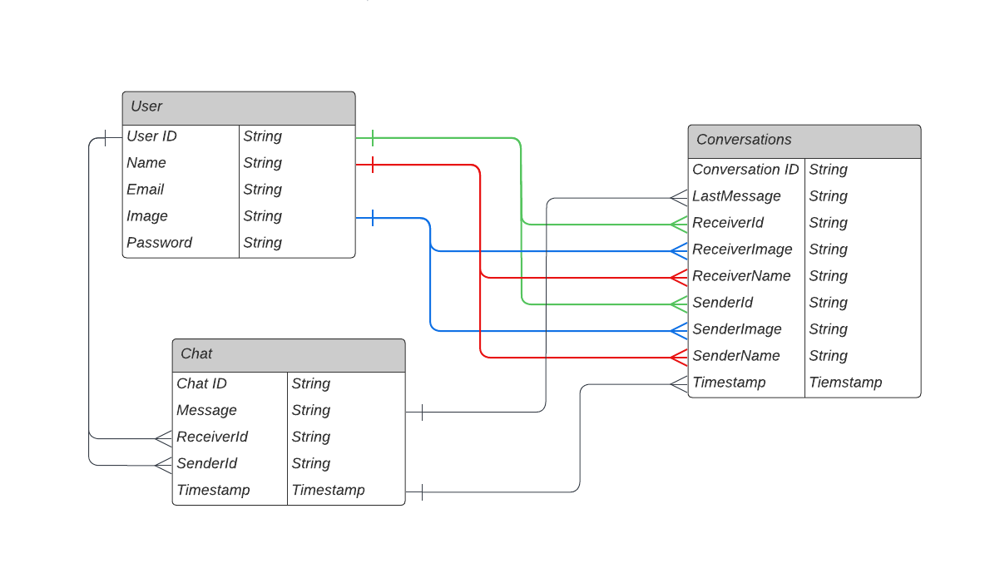 User
User ID String
Name String
Email String
Image String
Password String
Conversations
Conversation ID String
LastMessage String
ReceiverId String
ReceiverImage String
ReceiverName String
SenderId String
SenderImage String
SenderName String
Timestamp Tiemstamp
Chat
Chat ID String
Message String
ReceiverId String
SenderId String
Timestamp Timestamp